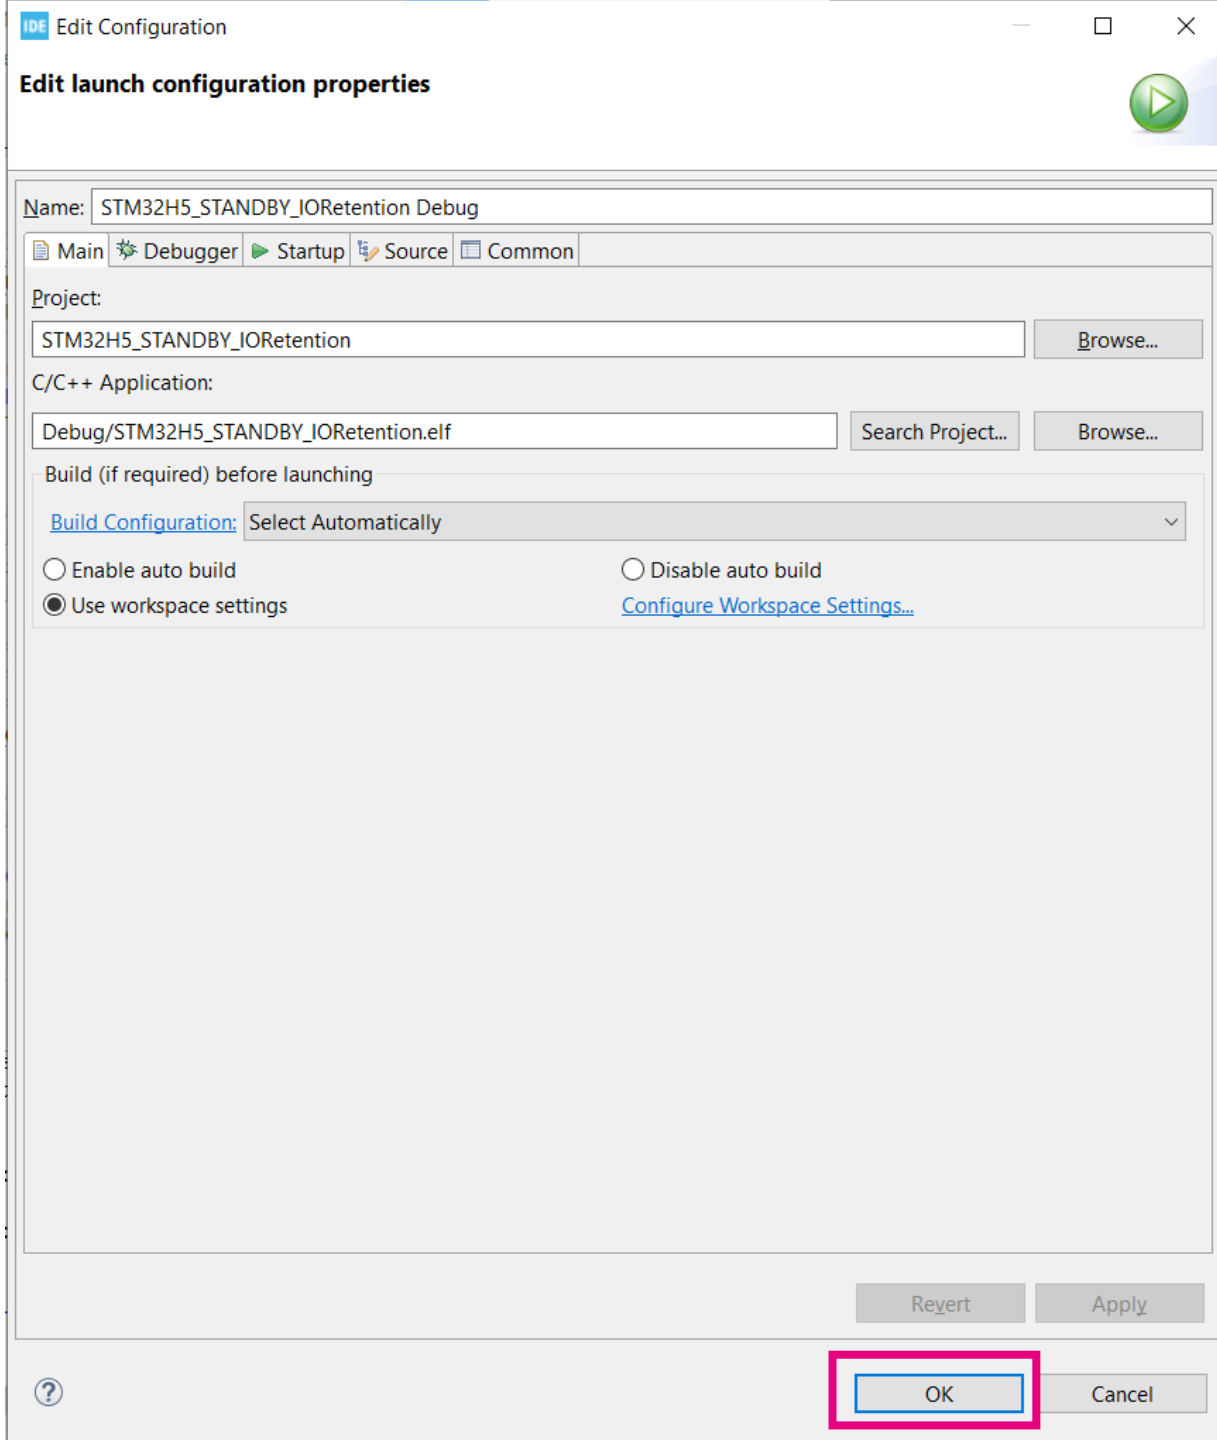 IDE Edit Configuration
Edit launch configuration properties
Name: STM32H5_STANDBY_IORetention Debug
Main Debugger Startup Source Common
Project:
STM32H5_STANDBY_IORetention Browse...
C/C++ Application:
Debug/STM32H5_STANDBY_IORetention.elf Search Project... Browse...
Build (if required) before launching
Build Configuration: Select Automatically
Enable auto build Disable auto build
Use workspace settings Configure Workspace Settings...
Revert Apply
? OK Cancel